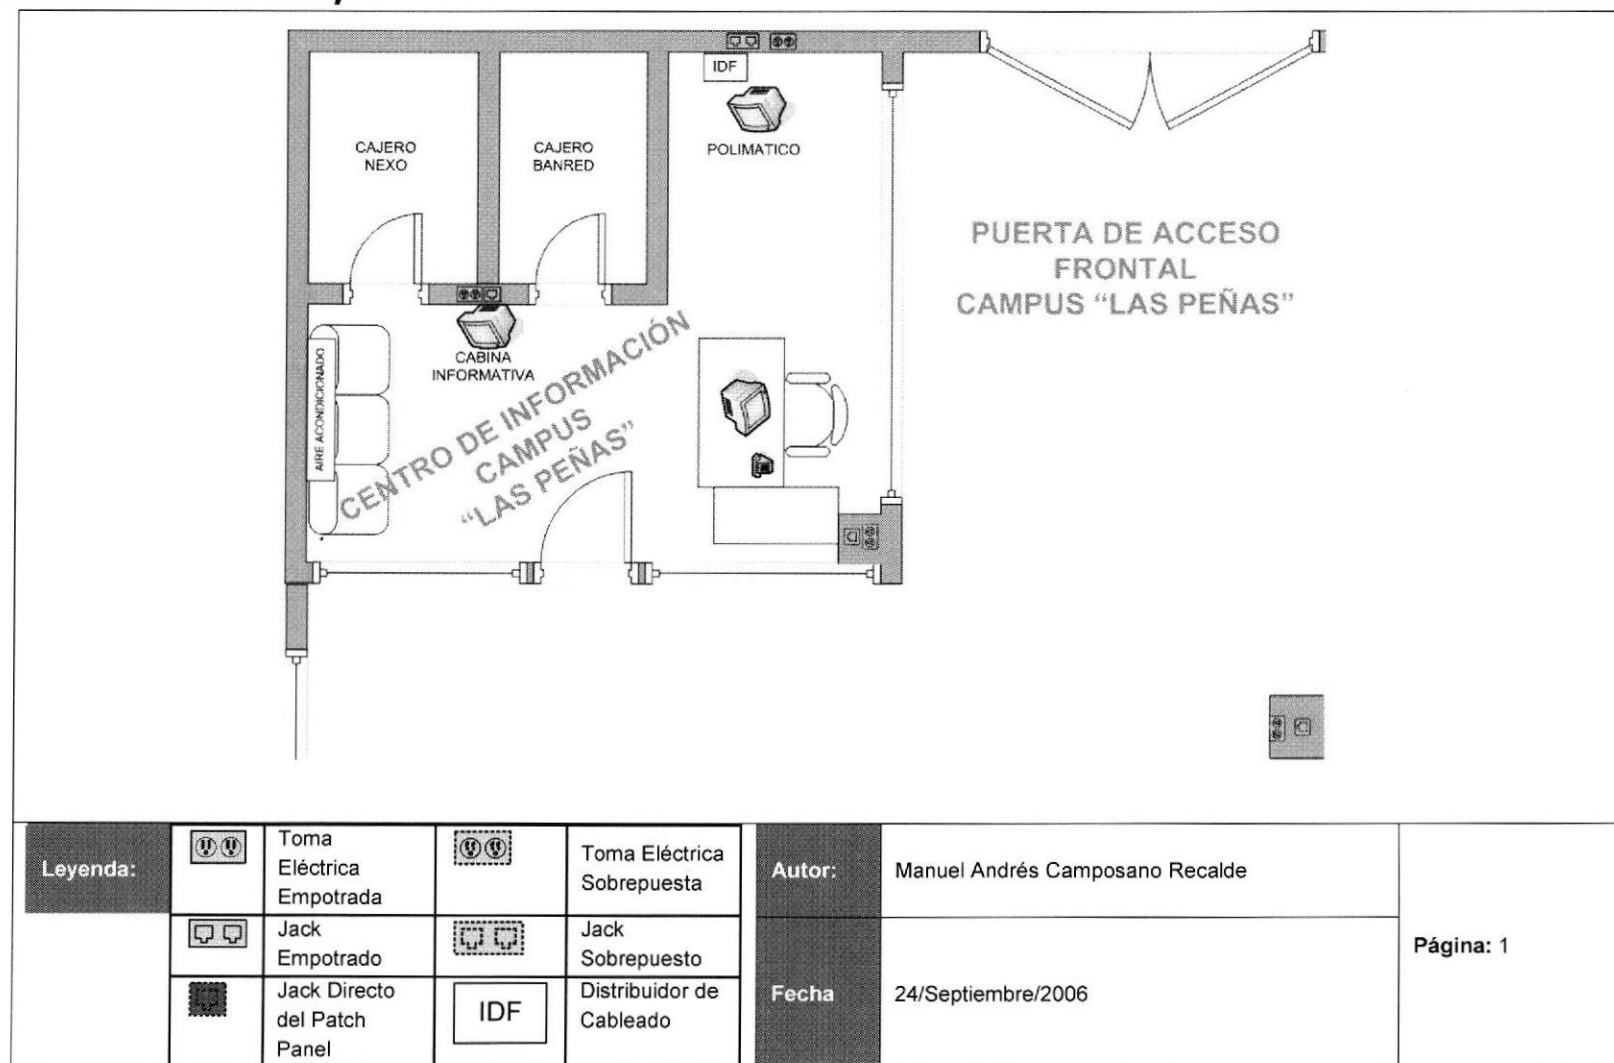 IDF
CAJERO
NEXO
CAJERO
BANRED
POLIMATICO
PUERTA DE ACCESO
FRONTAL
CAMPUS “LAS PEÑAS”
CABINA
INFORMATIVA
AIRE ACONDICIONADO
CENTRO DE INFORMACIÓN
CAMPUS
“LAS PEÑAS”
Leyenda:
Toma
Eléctrica
Empotrada
Toma Eléctrica
Sobrepuesta
Jack
Empotrado
Jack
Sobrepuesto
Jack Directo
del Patch
Panel
IDF
Distribuidor de
Cableado
Autor:
Manuel Andrés Camposano Recalde
Fecha
24/Septiembre/2006
Página: 1